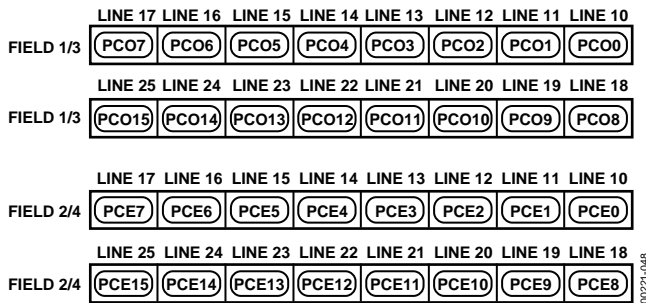 LINE 17 LINE 16 LINE 15 LINE 14 LINE 13 LINE 12 LINE 11 LINE 10
FIELD 1/3 PCO7 PCO6 PCO5 PCO4 PCO3 PCO2 PCO1 PCO0
LINE 25 LINE 24 LINE 23 LINE 22 LINE 21 LINE 20 LINE 19 LINE 18
FIELD 1/3 PCO15 PCO14 PCO13 PCO12 PCO11 PCO10 PCO9 PCO8
LINE 17 LINE 16 LINE 15 LINE 14 LINE 13 LINE 12 LINE 11 LINE 10
FIELD 2/4 PCE7 PCE6 PCE5 PCE4 PCE3 PCE2 PCE1 PCE0
LINE 25 LINE 24 LINE 23 LINE 22 LINE 21 LINE 20 LINE 19 LINE 18
FIELD 2/4 PCE15 PCE14 PCE13 PCE12 PCE11 PCE10 PCE9 PCE8
00221-048